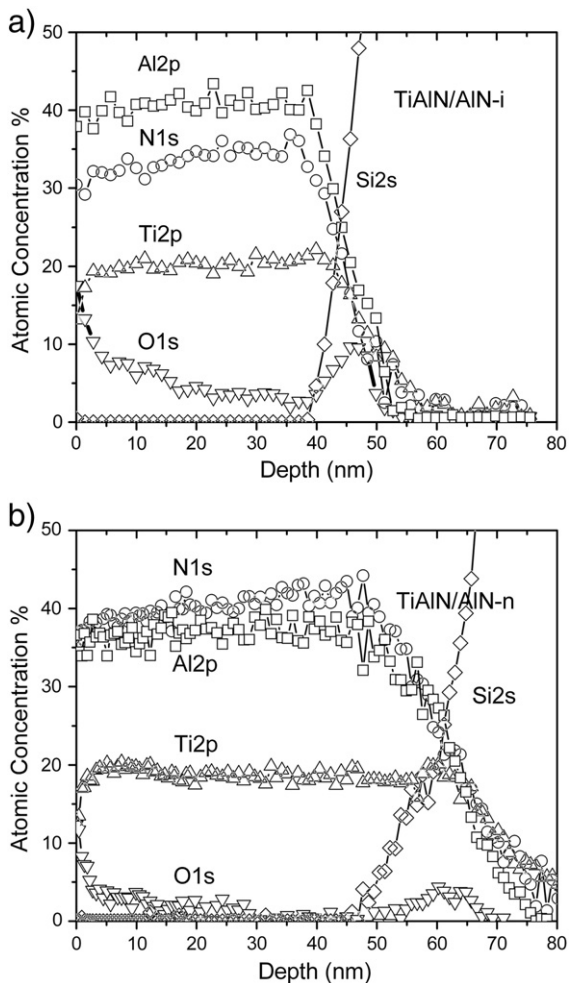 a)
50
40
30
20
10
0
Atomic Concentration %
Al2p
N1s
Ti2p
O1s
Si2s
TiAlN/AlN-i
0 10 20 30 40 50 60 70 80
Depth (nm)
b)
50
40
30
20
10
0
Atomic Concentration %
N1s
Al2p
Ti2p
O1s
TiAlN/AlN-n
Si2s
0 10 20 30 40 50 60 70 80
Depth (nm)